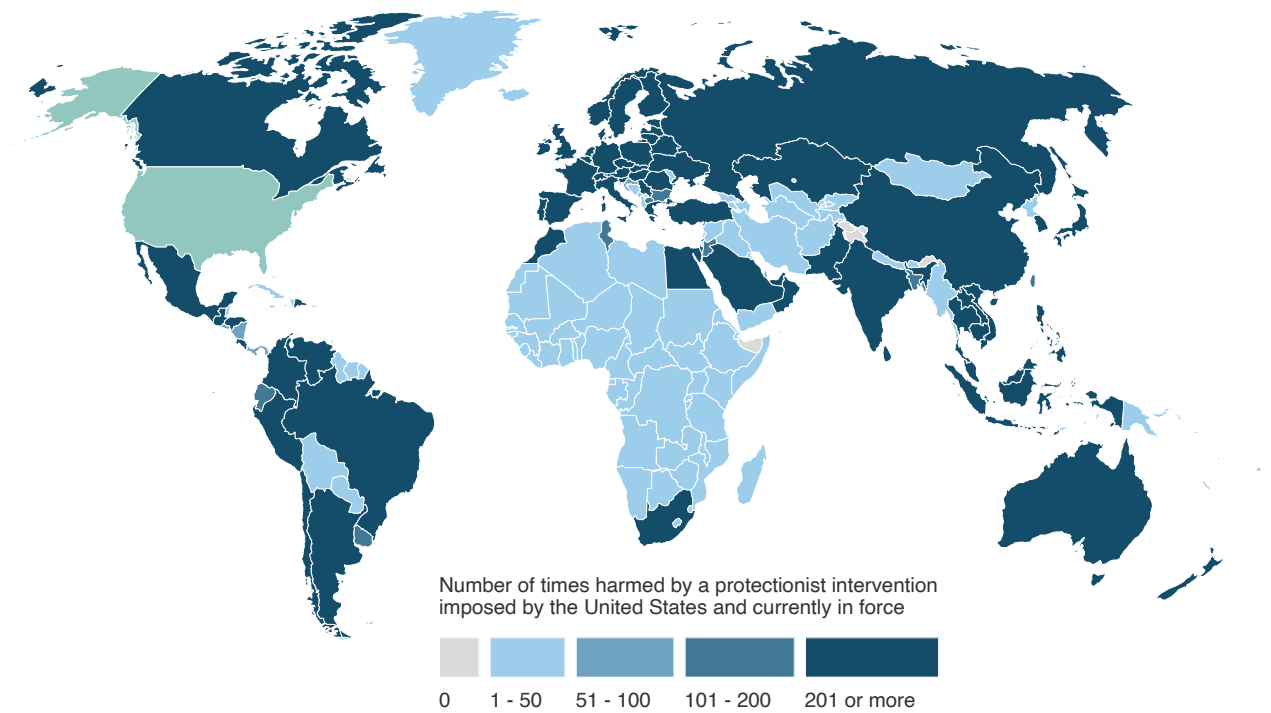 Number of times harmed by a protectionist intervention
imposed by the United States and currently in force
0 1 - 50 51 - 100 101 - 200 201 or more